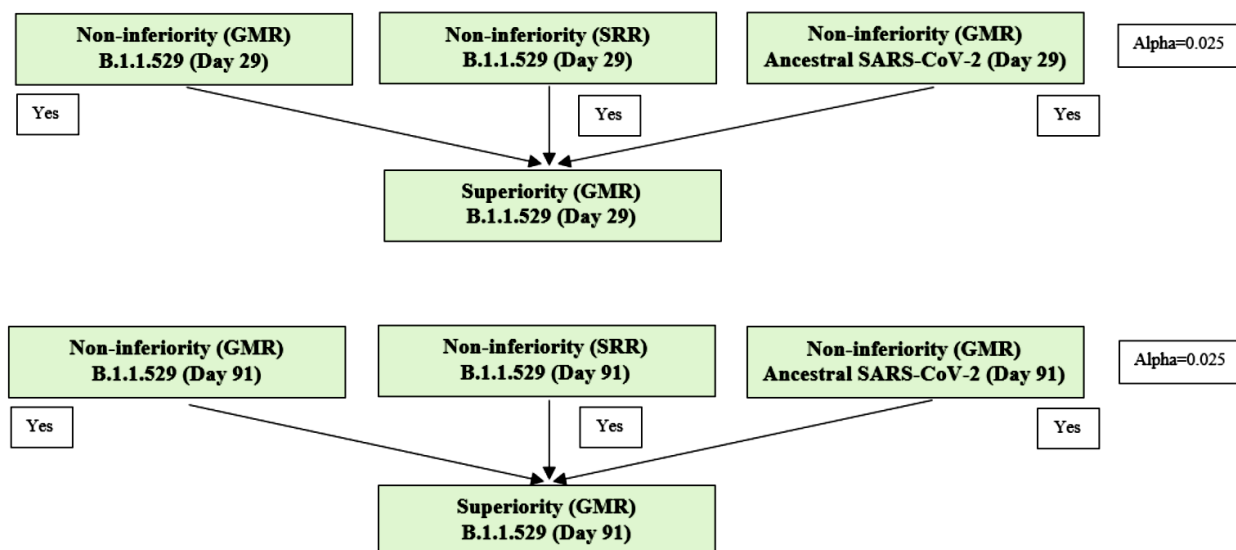 Non-inferiority (GMR)
B.1.1.529 (Day 29)
Non-inferiority (SRR)
B.1.1.529 (Day 29)
Non-inferiority (GMR)
Ancestral SARS-CoV-2 (Day 29)
Alpha=0.025
Yes
Yes
Yes
Superiority (GMR)
B.1.1.529 (Day 29)
Non-inferiority (GMR)
B.1.1.529 (Day 91)
Non-inferiority (SRR)
B.1.1.529 (Day 91)
Non-inferiority (GMR)
Ancestral SARS-CoV-2 (Day 91)
Alpha=0.025
Yes
Yes
Yes
Superiority (GMR)
B.1.1.529 (Day 91)